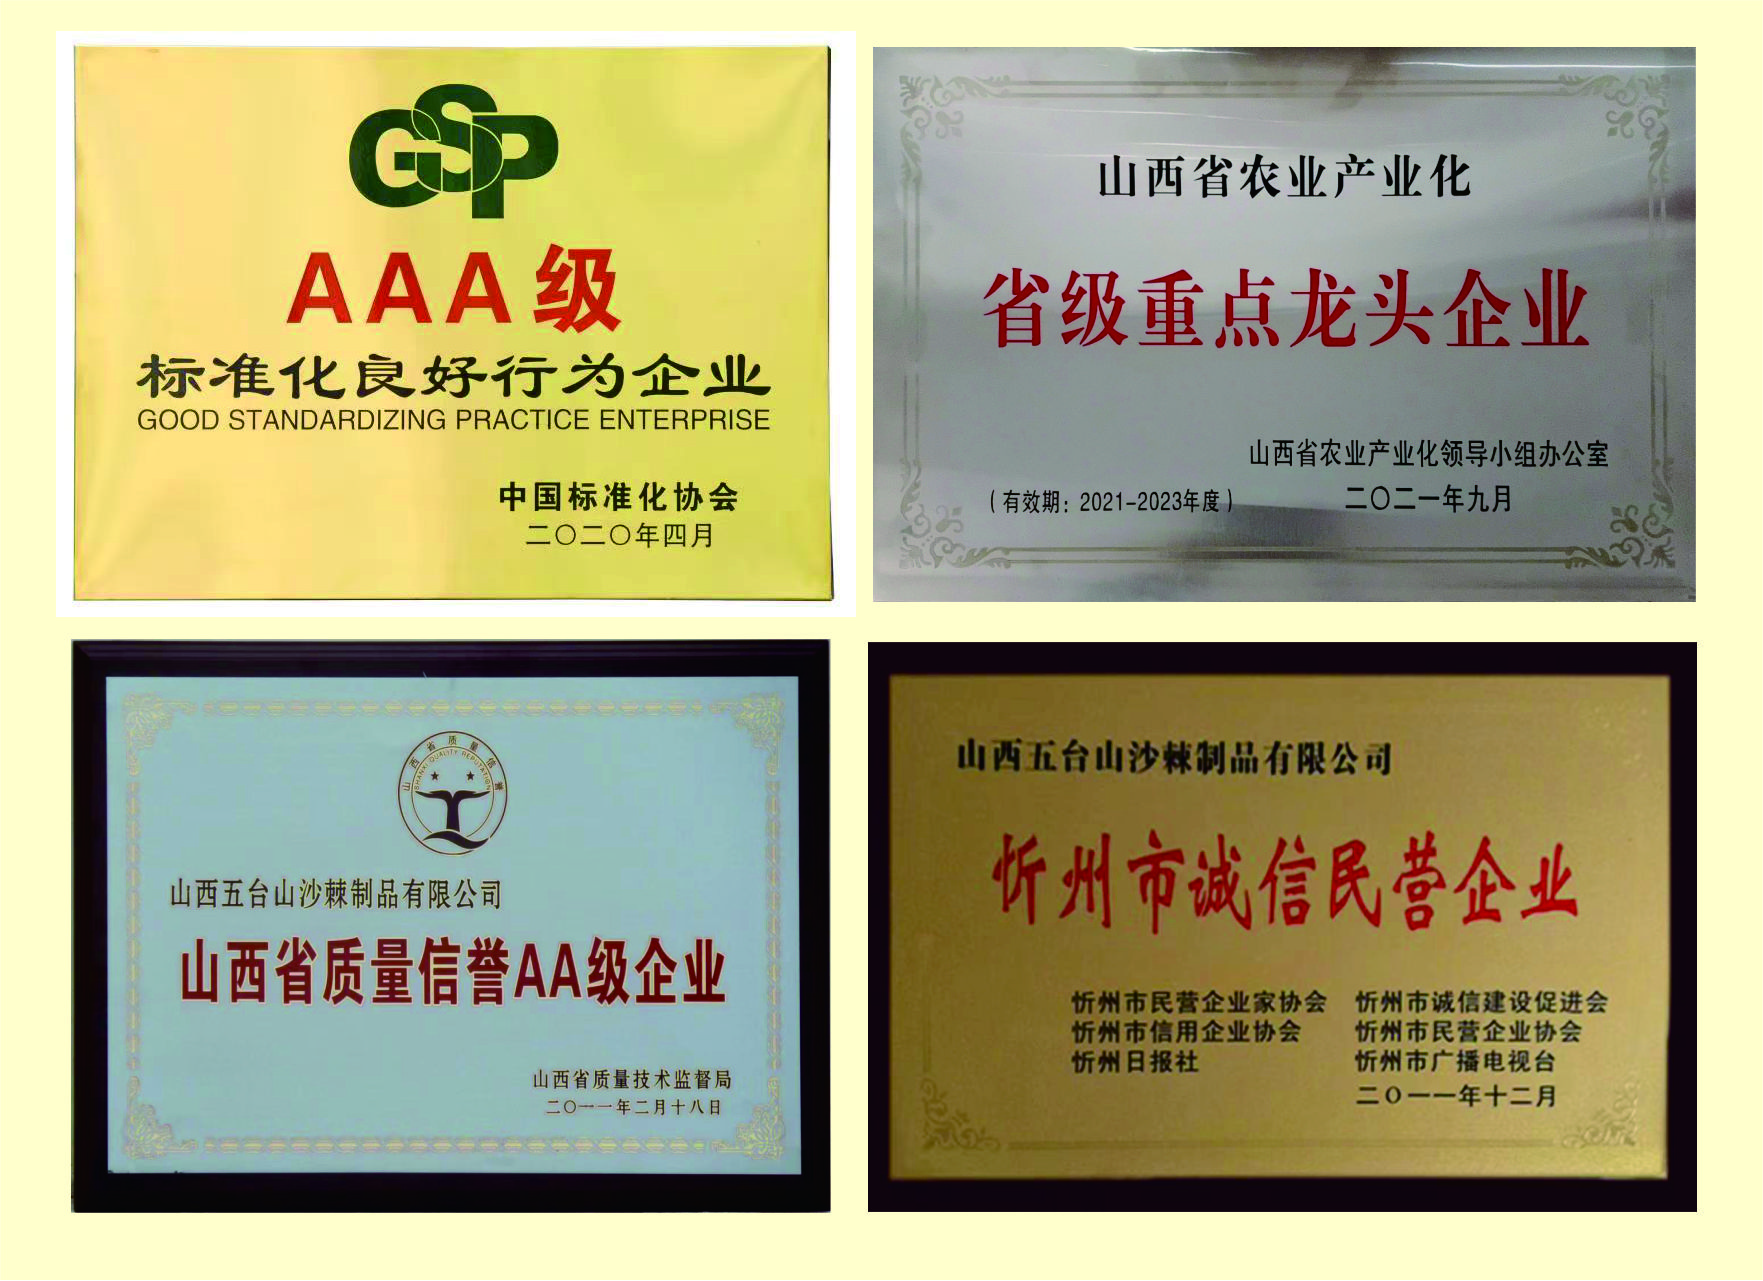 GSP
AAA级
标准化良好行为企业
GOOD STANDARDIZING PRACTICE ENTERPRISE
中国标准化协会
二〇二〇年四月
山西省农业产业化
省级重点龙头企业
山西省农业产业化领导小组办公室
（有效期：2021-2023年度）
二〇二一年九月
山西省质量信誉
SHANXI QUALITY REPUTATION
山西五台山沙棘制品有限公司
山西省质量信誉AA级企业
山西省质量技术监督局
二〇一一年二月十八日
山西五台山沙棘制品有限公司
忻州市诚信民营企业
忻州市民营企业家协会 忻州市诚信建设促进会
忻州市信用企业协会 忻州市民营企业协会
忻州日报社 忻州市广播电视台
二〇一一年十二月